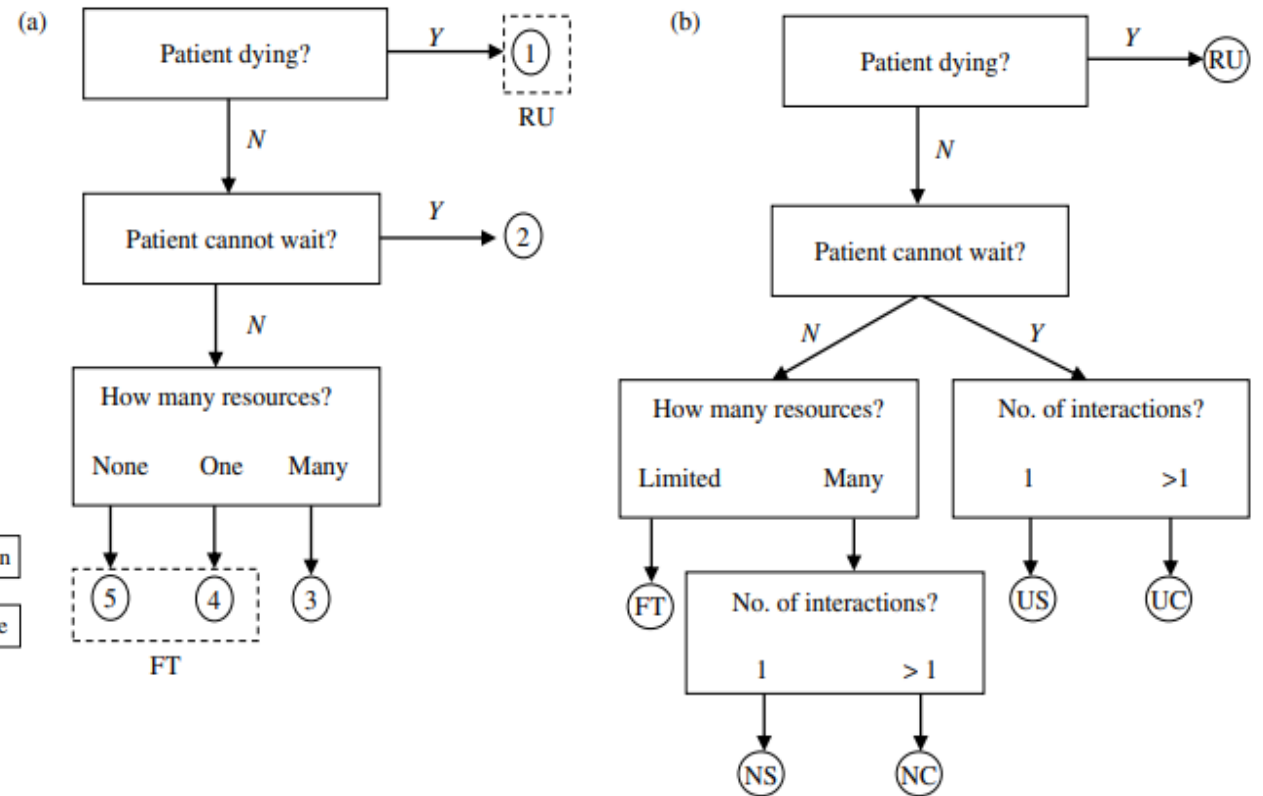 (a)
Patient dying?
Y
1
RU
N
Patient cannot wait?
Y
2
N
How many resources?
None One Many
5 4 3
FT
n
e
(b)
Patient dying?
Y
RU
N
Patient cannot wait?
N Y
How many resources?
Limited Many
No. of interactions?
1 >1
FT
No. of interactions?
1 > 1
US UC
NS NC